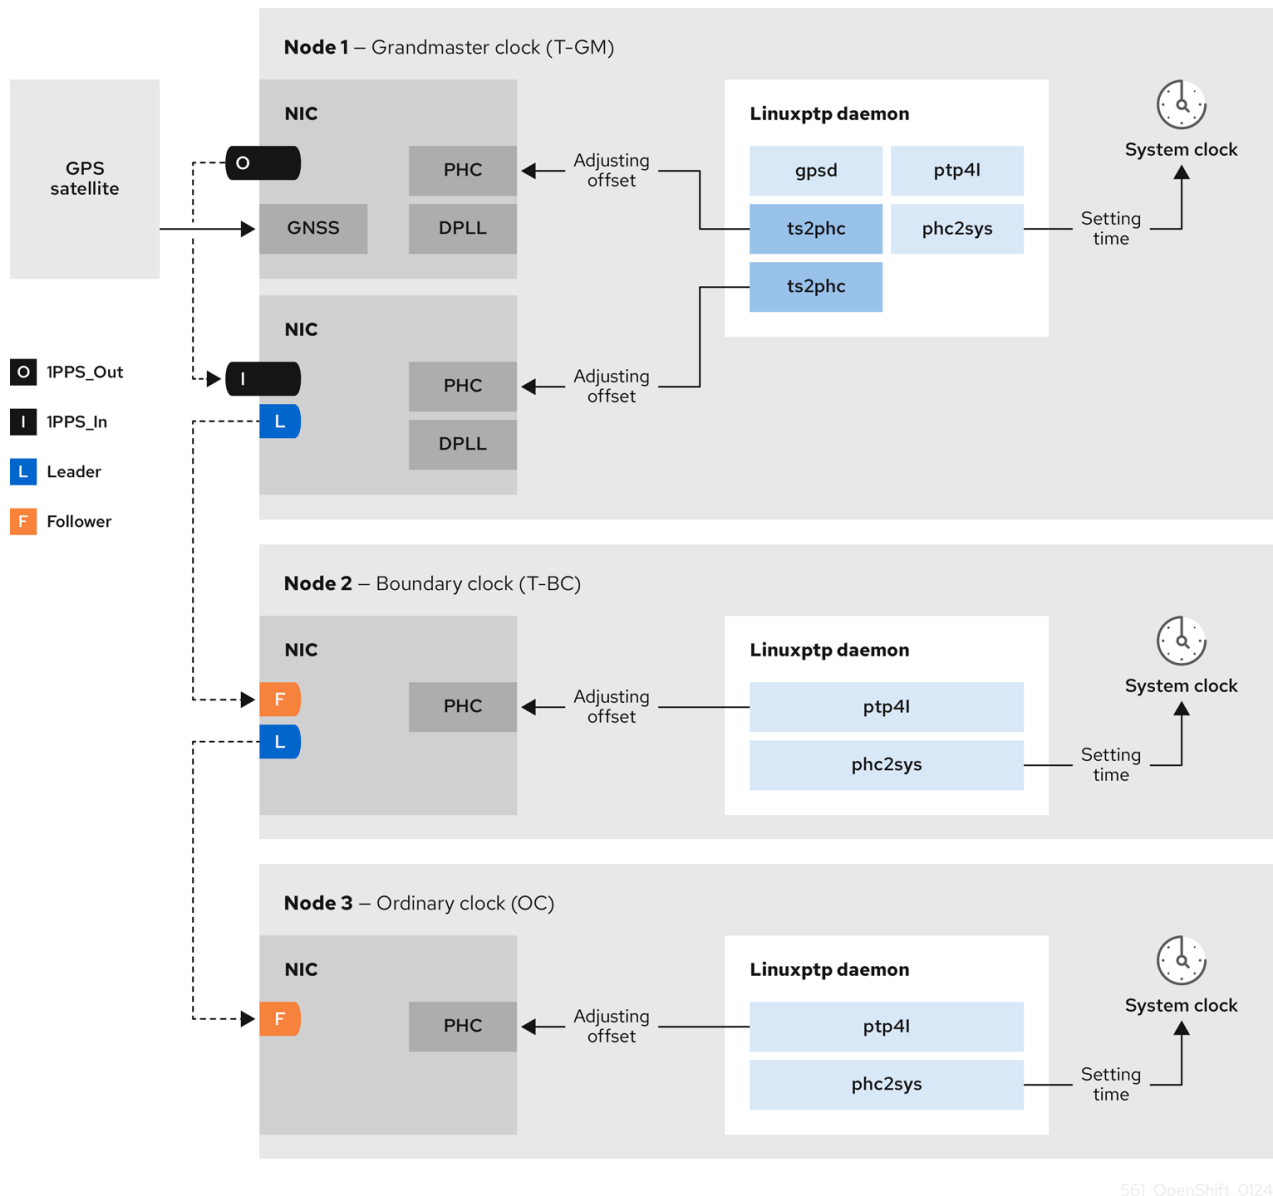 Node 1 – Grandmaster clock (T-GM)
GPS
satellite
NIC
O
GNSS
PHC
DPLL
Adjusting
offset
Linuxptp daemon
gpsd
ptp4l
ts2phc
phc2sys
ts2phc
Setting
time
System clock
NIC
I
L
PHC
DPLL
Adjusting
offset
O 1PPS_Out
I 1PPS_In
L Leader
F Follower
Node 2 – Boundary clock (T-BC)
NIC
F
L
PHC
Adjusting
offset
Linuxptp daemon
ptp4l
phc2sys
Setting
time
System clock
Node 3 – Ordinary clock (OC)
NIC
F
PHC
Adjusting
offset
Linuxptp daemon
ptp4l
phc2sys
Setting
time
System clock
561_OpenShift_0124